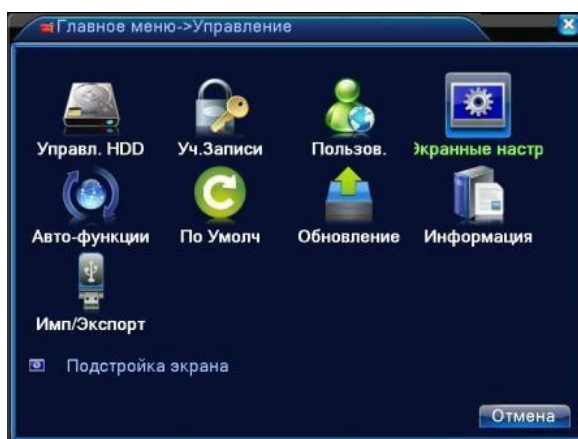 Главное меню->Управление
Управл. HDD Уч.Записи Пользов. Экранные настр
Авто-функции По Умолч Обновление Информация
Имп/Экспорт
Подстройка экрана
Отмена